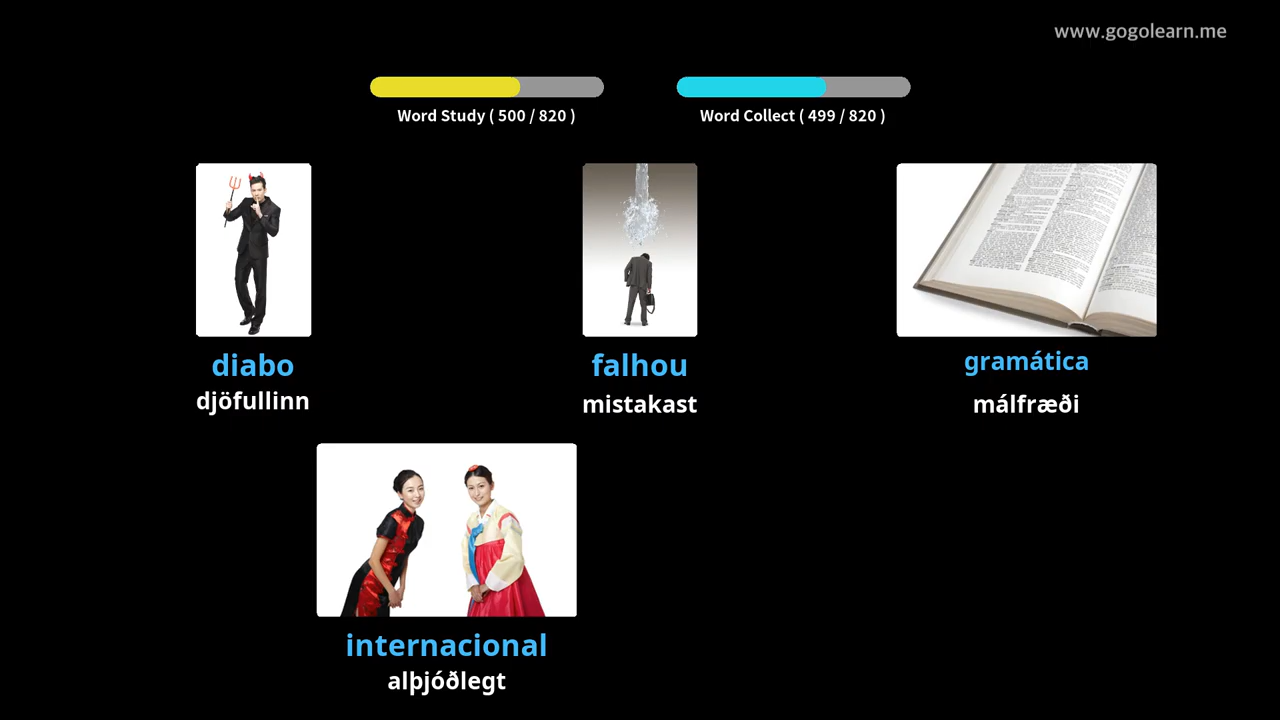 www.gogolearn.me
Word Study ( 500 / 820 )
Word Collect ( 499 / 820 )
diabo
djöfullinn
falhou
mistakast
gramática
málfræði
internacional
alþjóðlegt